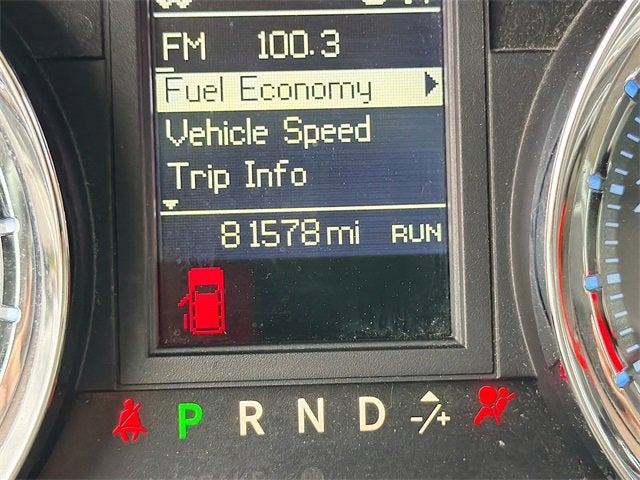 FM 100.3
Fuel Economy
Vehicle Speed
Trip Info
81578 mi RUN
P R N D -/+